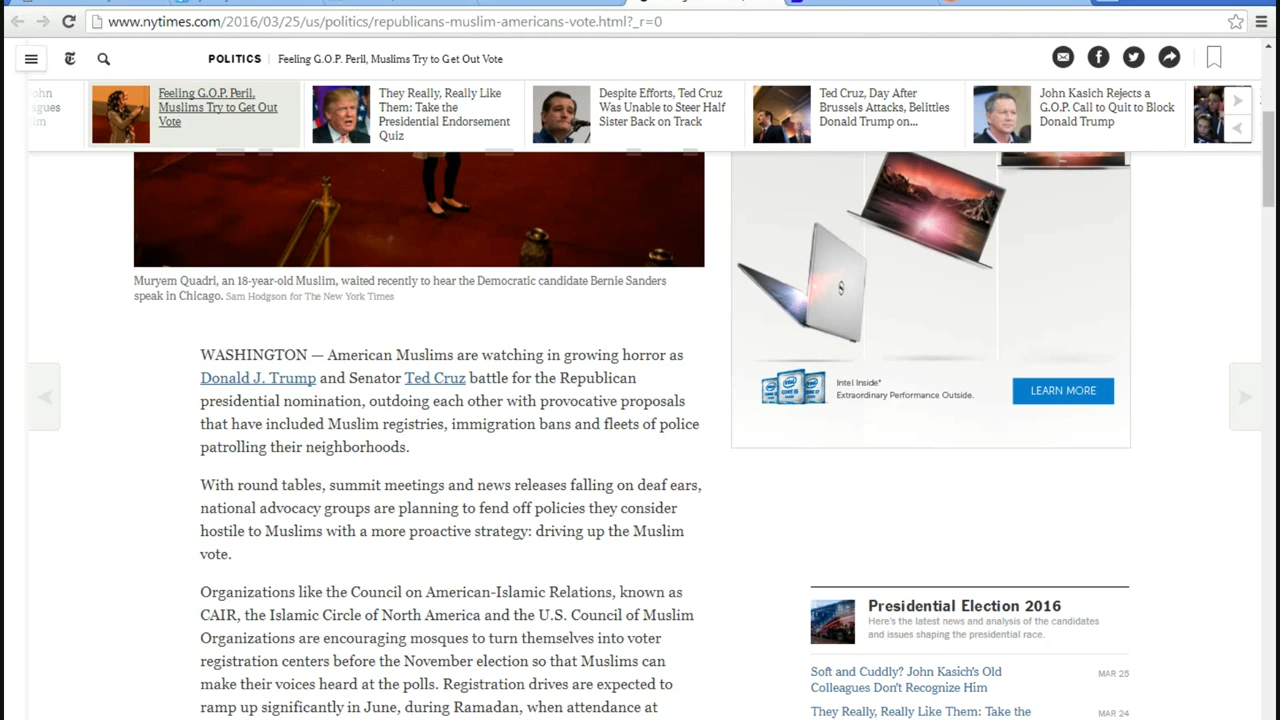 www.nytimes.com/2016/03/25/us/politics/republicans-muslim-americans-vote.html?_r=0
POLITICS
Feeling G.O.P. Peril, Muslims Try to Get Out Vote
Feeling G.O.P. Peril,
Muslims Try to Get Out
Vote
They Really, Really Like
Them: Take the
Presidential Endorsement
Quiz
Despite Efforts, Ted Cruz
Was Unable to Steer Half
Sister Back on Track
Ted Cruz, Day After
Brussels Attacks, Belittles
Donald Trump on...
John Kasich Rejects a
G.O.P. Call to Quit to Block
Donald Trump
Muryem Quadri, an 18-year-old Muslim, waited recently to hear the Democratic candidate Bernie Sanders
speak in Chicago. Sam Hodgson for The New York Times
WASHINGTON — American Muslims are watching in growing horror as
Donald J. Trump and Senator Ted Cruz battle for the Republican
presidential nomination, outdoing each other with provocative proposals
that have included Muslim registries, immigration bans and fleets of police
patrolling their neighborhoods.
With round tables, summit meetings and news releases falling on deaf ears,
national advocacy groups are planning to fend off policies they consider
hostile to Muslims with a more proactive strategy: driving up the Muslim
vote.
Organizations like the Council on American-Islamic Relations, known as
CAIR, the Islamic Circle of North America and the U.S. Council of Muslim
Organizations are encouraging mosques to turn themselves into voter
registration centers before the November election so that Muslims can
make their voices heard at the polls. Registration drives are expected to
ramp up significantly in June, during Ramadan, when attendance at
Intel Inside®
Extraordinary Performance Outside.
LEARN MORE
Presidential Election 2016
Here's the latest news and analysis of the candidates
and issues shaping the presidential race.
Soft and Cuddly? John Kasich's Old
Colleagues Don't Recognize Him
MAR 25
They Really, Really Like Them: Take the
MAR 24